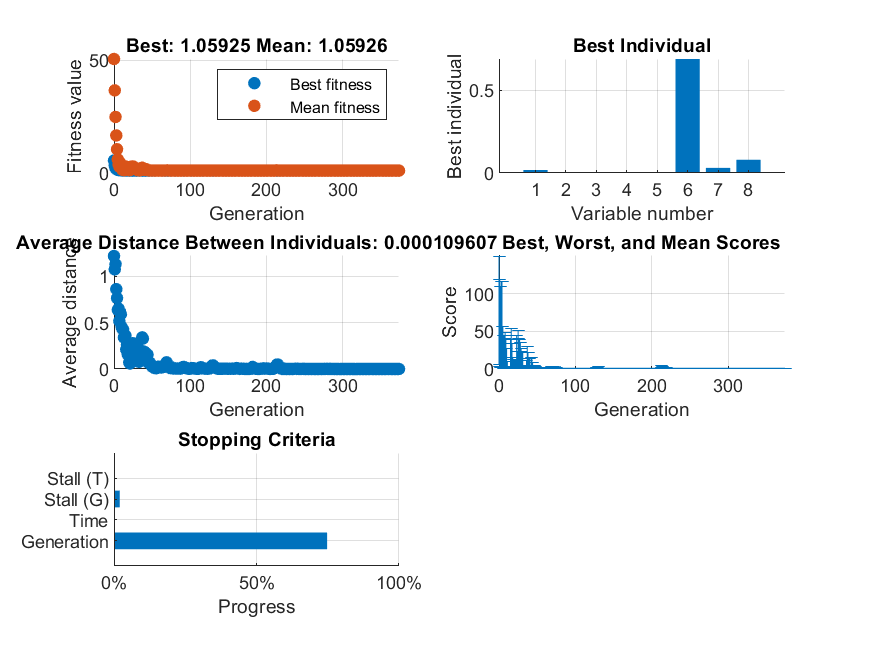 Best: 1.05925 Mean: 1.05926
Fitness value
50
0
Best fitness
Mean fitness
0 100 200 300
Generation
Best Individual
Best individual
0.5
0
1 2 3 4 5 6 7 8
Variable number
Average Distance Between Individuals: 0.000109607
Average distance
1
0.5
0
0 100 200 300
Generation
Best, Worst, and Mean Scores
Score
100
50
0
0 100 200 300
Generation
Stopping Criteria
Stall (T)
Stall (G)
Time
Generation
0% 50% 100%
Progress